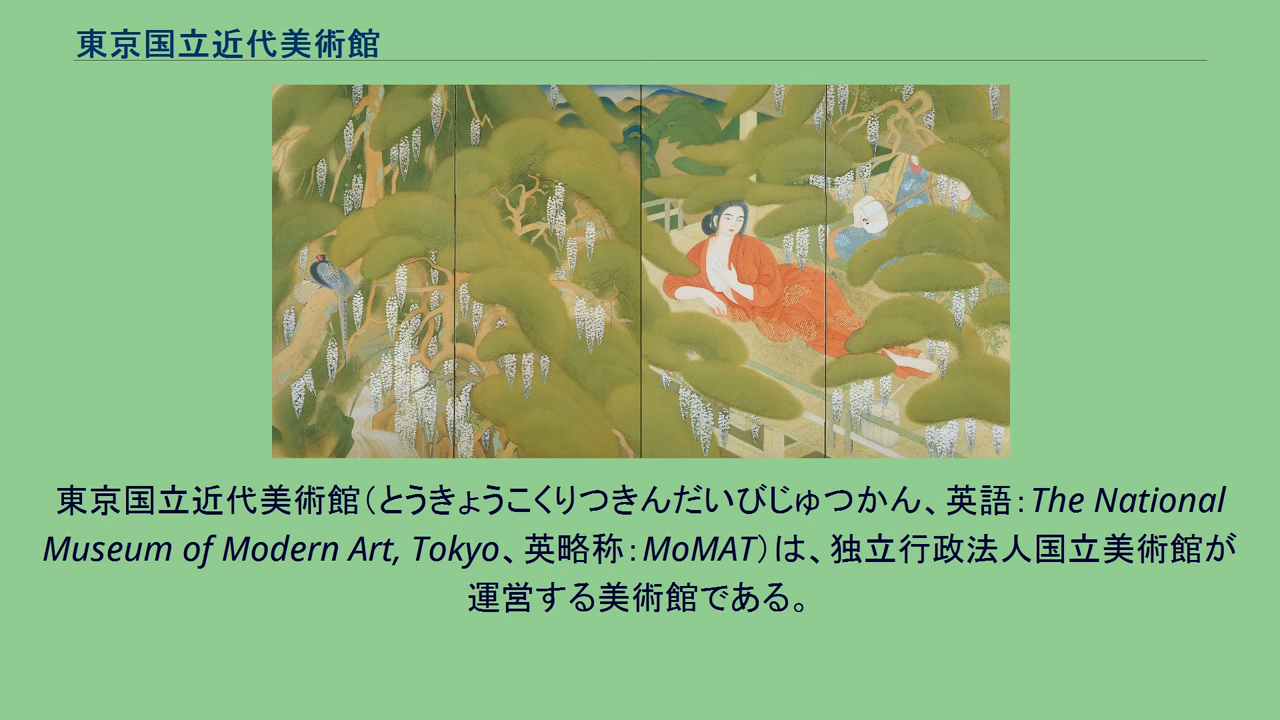 東京国立近代美術館
東京国立近代美術館（とうきょうこくりつきんだいびじゅつかん、英語：The National
Museum of Modern Art, Tokyo、英略称：MoMAT）は、独立行政法人国立美術館が
運営する美術館である。